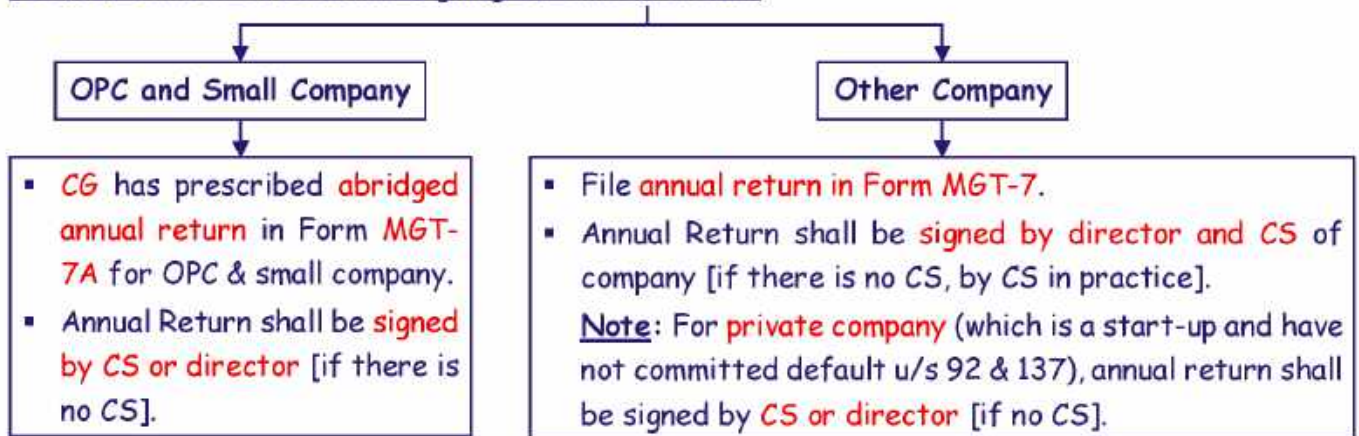 OPC and Small Company
Other Company
▪ CG has prescribed abridged
annual return in Form MGT-
7A for OPC & small company.
▪ Annual Return shall be signed
by CS or director [if there is
no CS].
▪ File annual return in Form MGT-7.
▪ Annual Return shall be signed by director and CS of
company [if there is no CS, by CS in practice].
Note: For private company (which is a start-up and have
not committed default u/s 92 & 137), annual return shall
be signed by CS or director [if no CS].